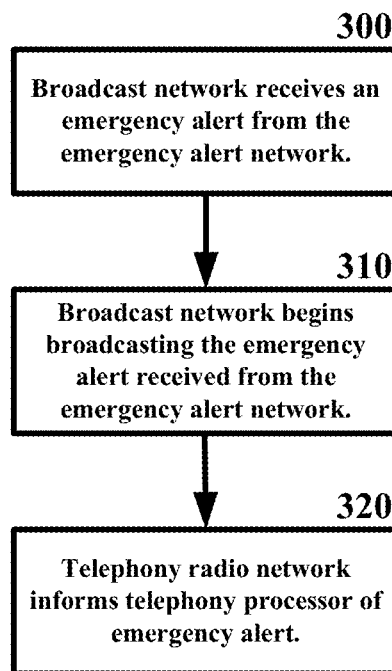 300
Broadcast network receives an
emergency alert from the
emergency alert network.
310
Broadcast network begins
broadcasting the emergency
alert received from the
emergency alert network.
320
Telephony radio network
informs telephony processor of
emergency alert.